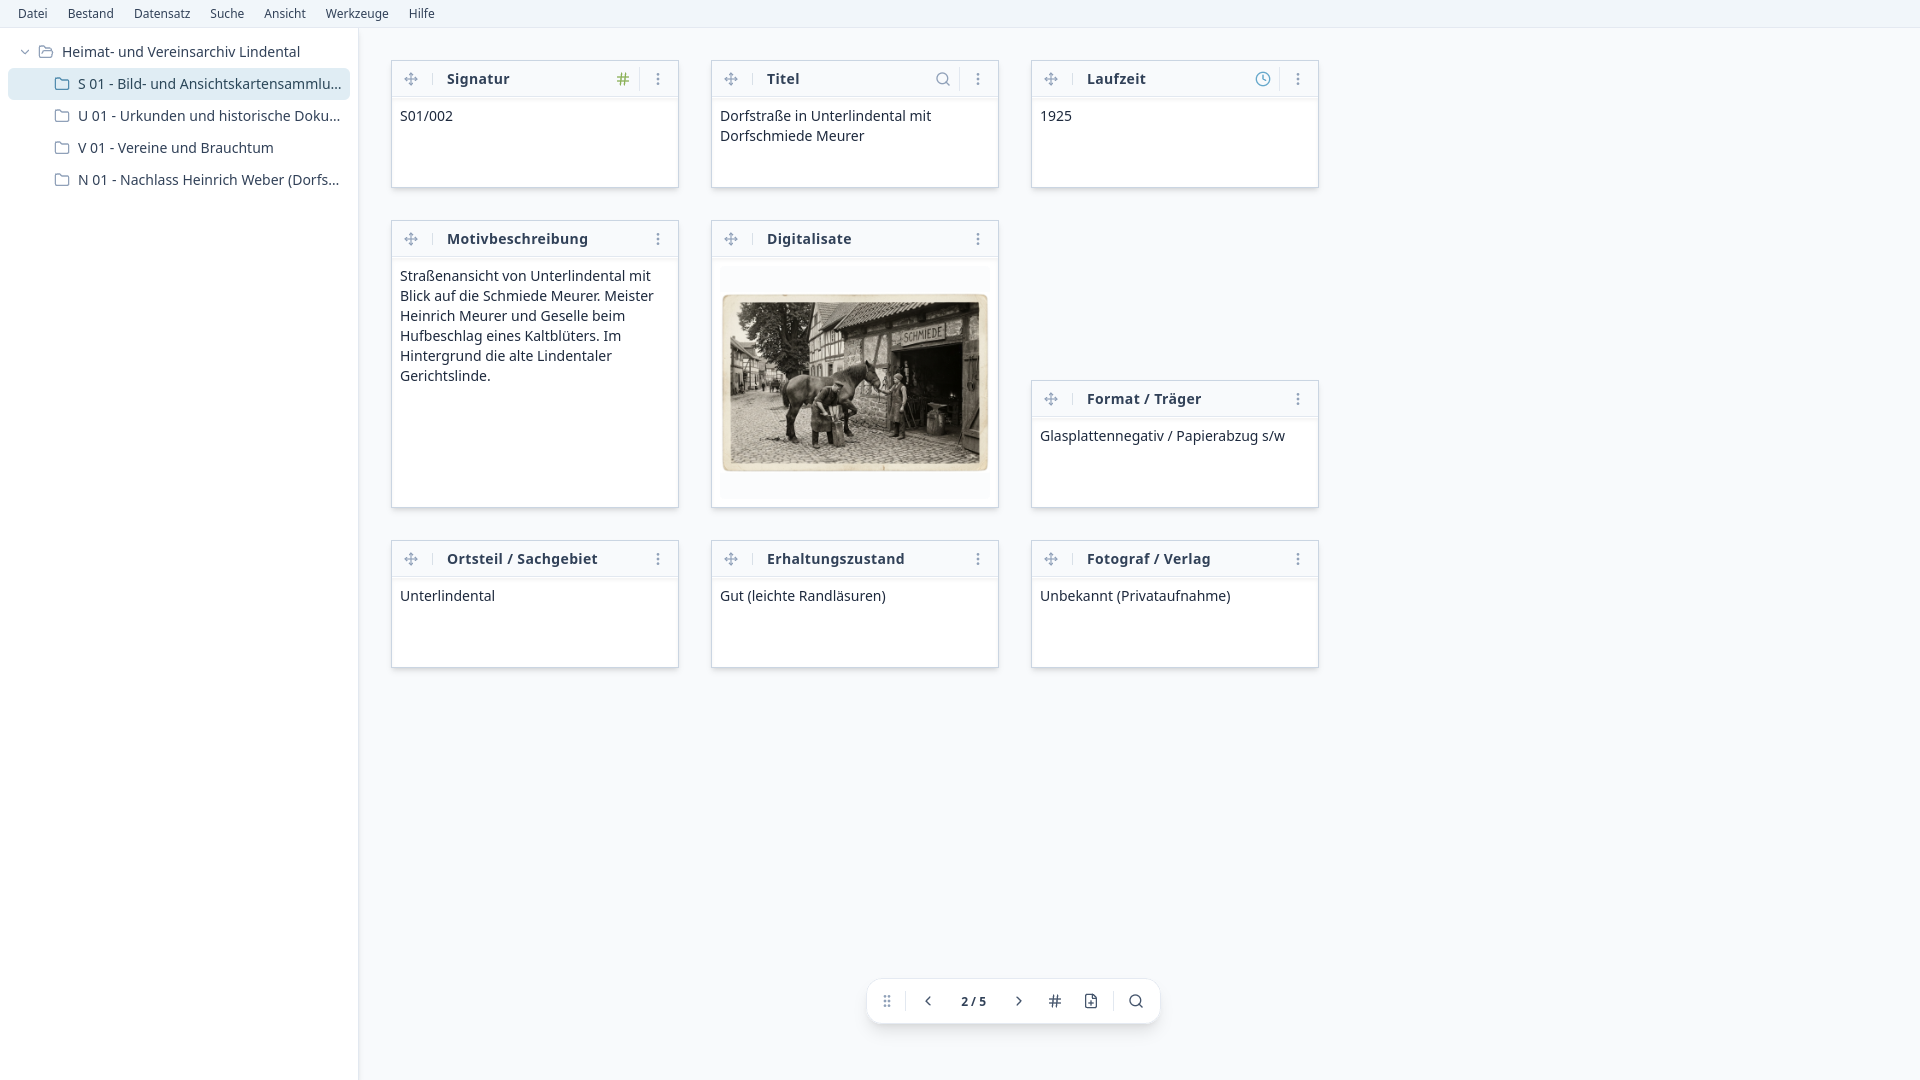 Datei Bestand Datensatz Suche Ansicht Werkzeuge Hilfe
Heimat- und Vereinsarchiv Lindental
S 01 - Bild- und Ansichtskartensammlu...
U 01 - Urkunden und historische Doku...
V 01 - Vereine und Brauchtum
N 01 - Nachlass Heinrich Weber (Dorfs...
Signatur
S01/002
Titel
Dorfstraße in Unterlindental mit
Dorfschmiede Meurer
Laufzeit
1925
Motivbeschreibung
Straßenansicht von Unterlindental mit
Blick auf die Schmiede Meurer. Meister
Heinrich Meurer und Geselle beim
Hufbeschlag eines Kaltblüters. Im
Hintergrund die alte Lindentaler
Gerichtslinde.
Digitalisate
SCHMIEDE
Format / Träger
Glasplattennegativ / Papierabzug s/w
Ortsteil / Sachgebiet
Unterlindental
Erhaltungszustand
Gut (leichte Randläsuren)
Fotograf / Verlag
Unbekannt (Privataufnahme)
2 / 5